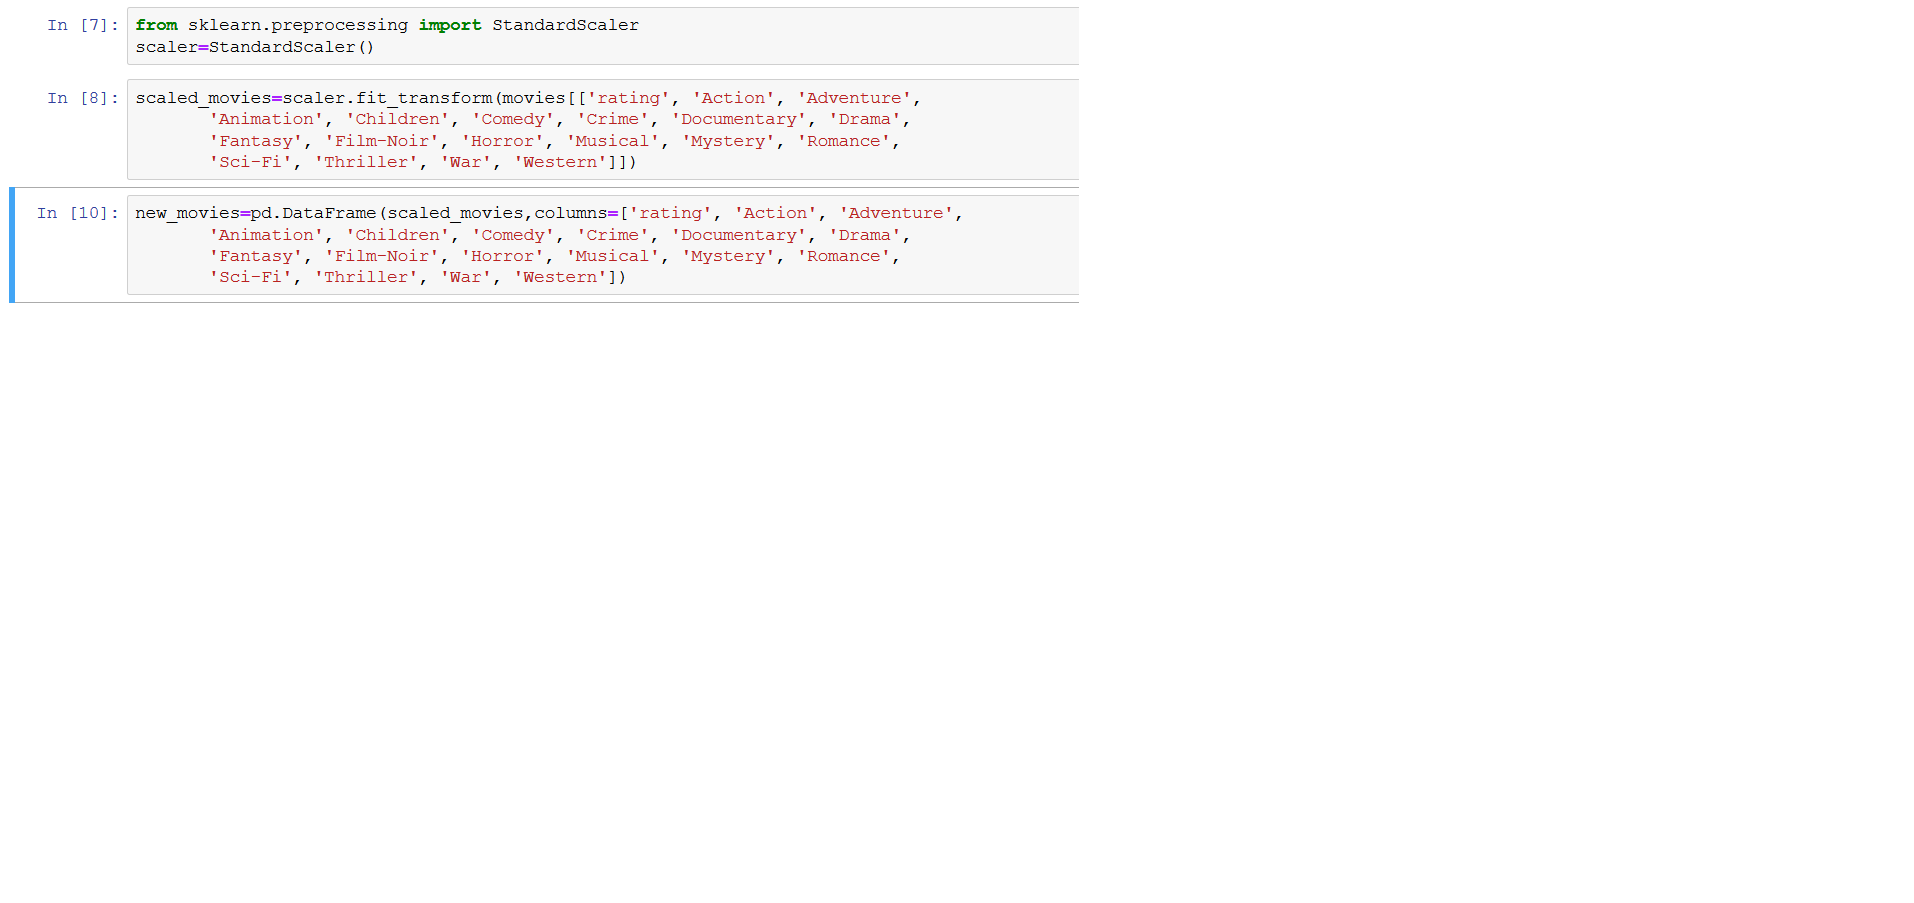 In [7]: from sklearn.preprocessing import StandardScaler
scaler=StandardScaler()
In [8]: scaled_movies=scaler.fit_transform(movies[['rating', 'Action', 'Adventure',
'Animation', 'Children', 'Comedy', 'Crime', 'Documentary', 'Drama',
'Fantasy', 'Film-Noir', 'Horror', 'Musical', 'Mystery', 'Romance',
'Sci-Fi', 'Thriller', 'War', 'Western']])
In [10]: new_movies=pd.DataFrame(scaled_movies,columns=['rating', 'Action', 'Adventure',
'Animation', 'Children', 'Comedy', 'Crime', 'Documentary', 'Drama',
'Fantasy', 'Film-Noir', 'Horror', 'Musical', 'Mystery', 'Romance',
'Sci-Fi', 'Thriller', 'War', 'Western'])